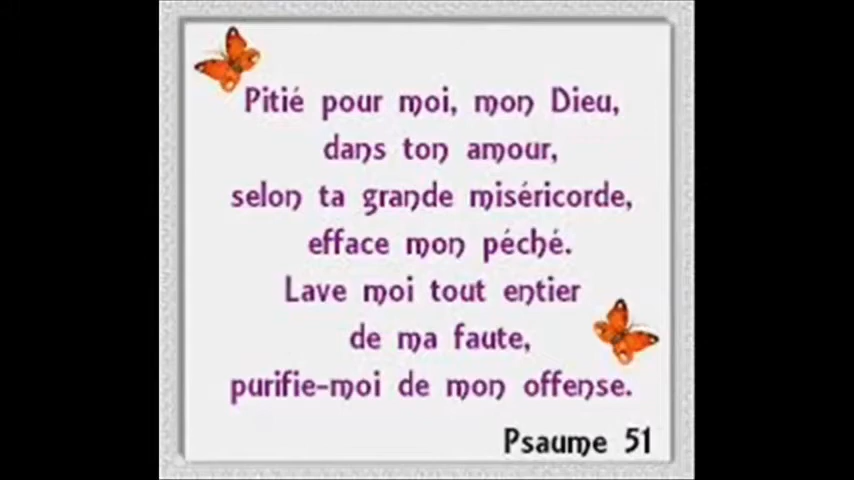 Pitié pour moi, mon Dieu,
dans ton amour,
selon ta grande miséricorde,
efface mon péché.
Lave moi tout entier
de ma faute,
purifie-moi de mon offense.
Psaume 51